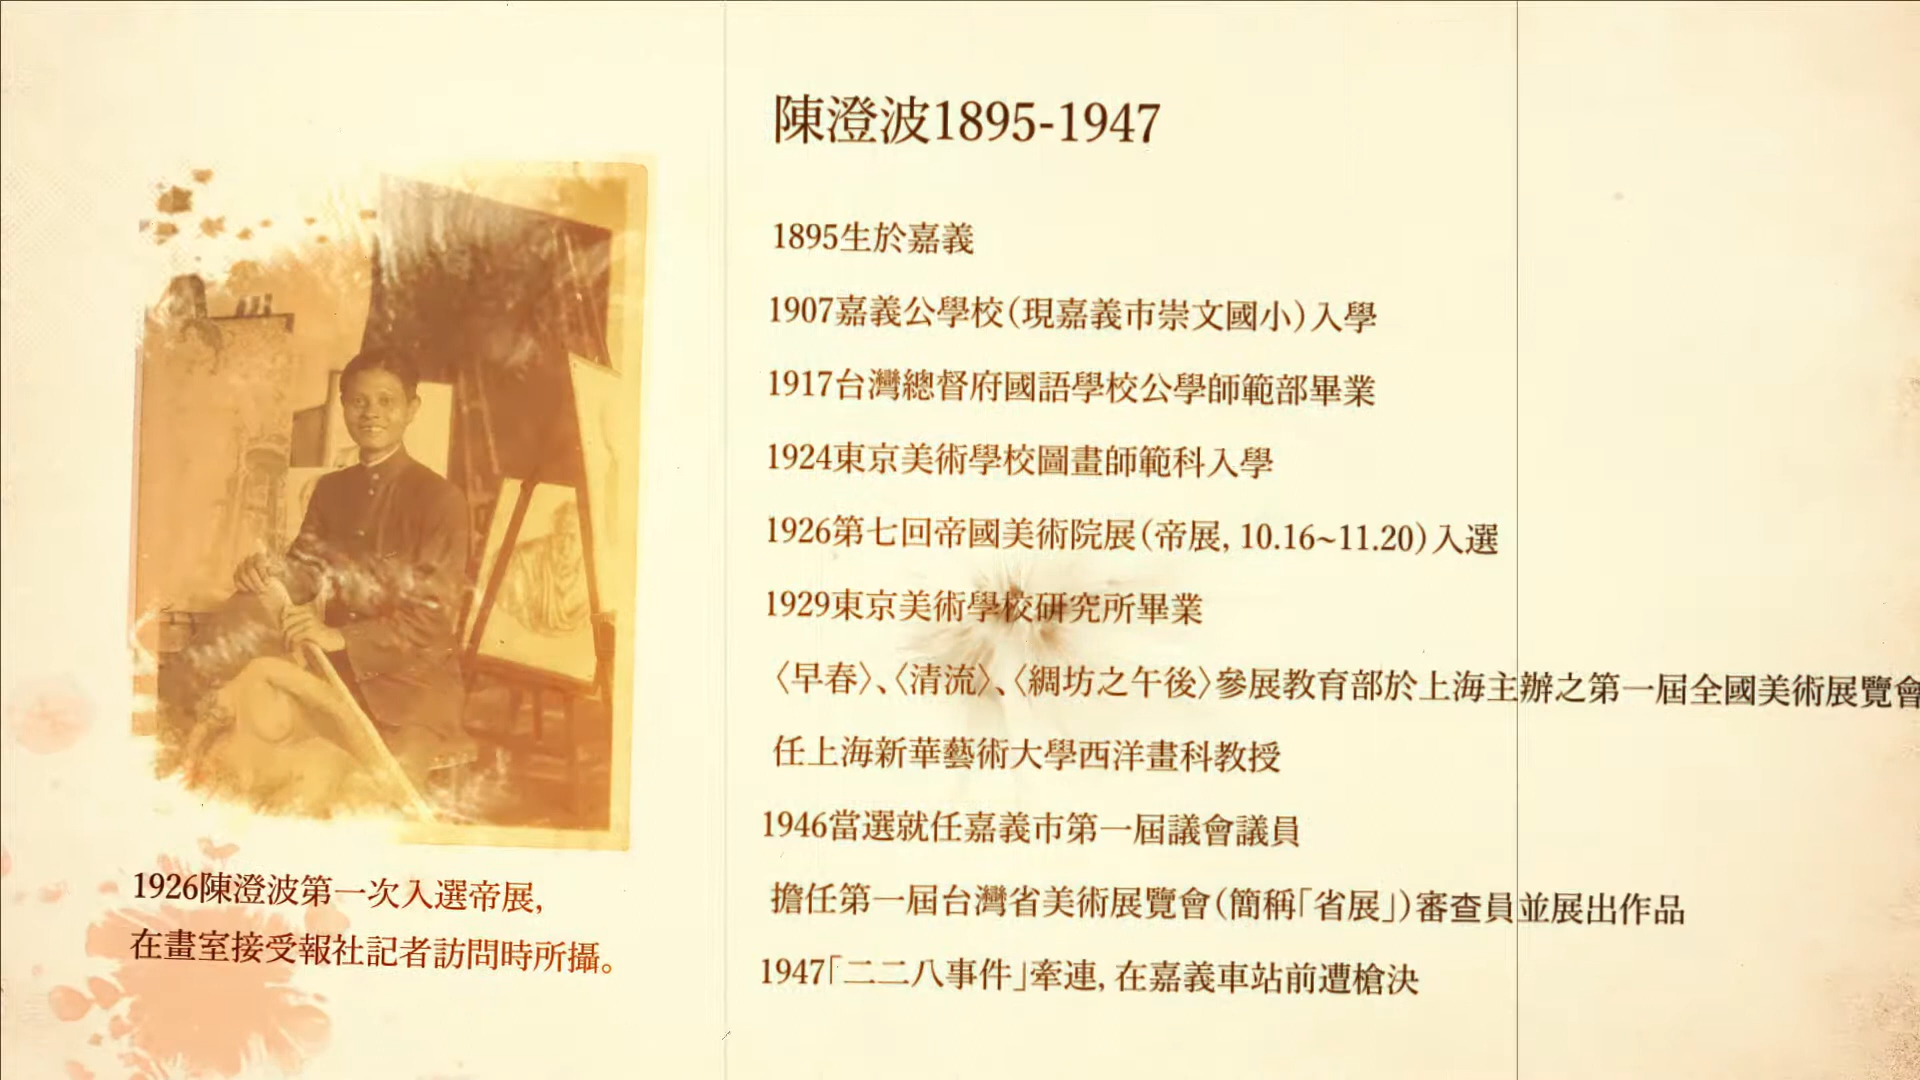 陳澄波1895-1947
1895生於嘉義
1907嘉義公學校(現嘉義市崇文國小)入學
1917台灣總督府國語學校公學師範部畢業
1924東京美術學校圖畫師範科入學
1926第七回帝國美術院展(帝展, 10.16~11.20)入選
1929東京美術學校研究所畢業
〈早春〉、〈清流〉、〈綢坊之午後〉參展教育部於上海主辦之第一屆全國美術展覽會
任上海新華藝術大學西洋畫科教授
1946當選就任嘉義市第一屆議會議員
擔任第一屆台灣省美術展覽會(簡稱「省展」)審查員並展出作品
1947「二二八事件」牽連, 在嘉義車站前遭槍決
1926陳澄波第一次入選帝展,
在畫室接受報社記者訪問時所攝。